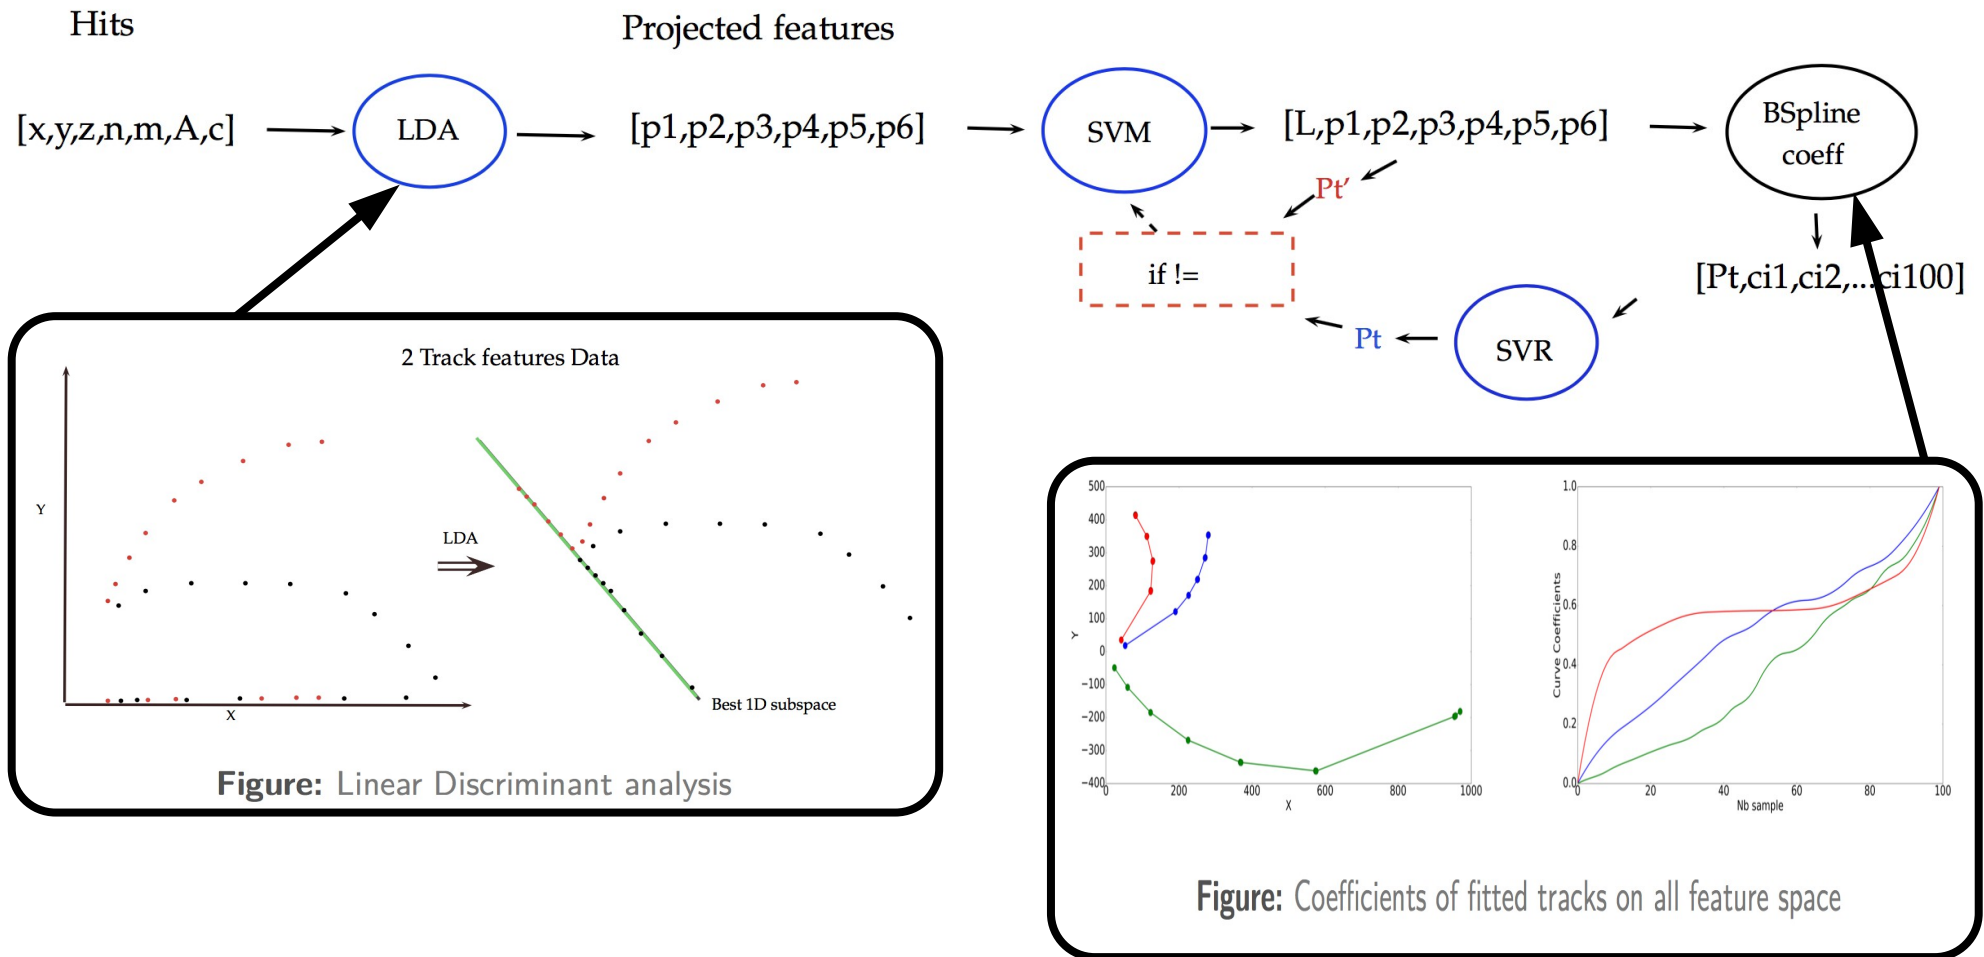 Hits
Projected features
[x,y,z,n,m,A,c]
LDA
[p1,p2,p3,p4,p5,p6]
SVM
[L,p1,p2,p3,p4,p5,p6]
BSpline
coeff
Pt′
if !=
[Pt,ci1,ci2,...ci100]
Pt
SVR
2 Track features Data
Y
LDA
X
Best 1D subspace
Figure: Linear Discriminant analysis
500
400
300
200
100
0
−100
−200
−300
−400
Y
0 200 400 600 800 1000
X
1.0
0.8
0.6
0.4
0.2
0.0
Curve Coefficients
0 20 40 60 80 100
Nb sample
Figure: Coefficients of fitted tracks on all feature space